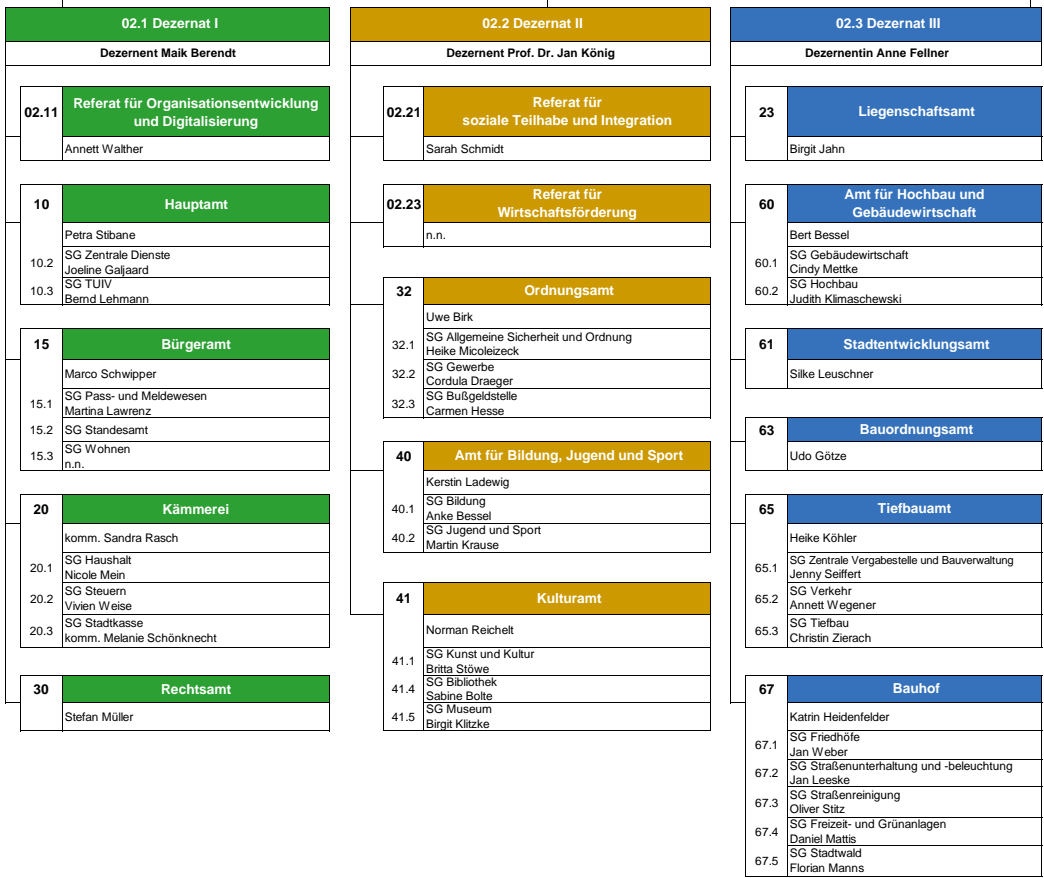 02.1 Dezernat I
Dezernent Maik Berendt
02.11
Referat für Organisationsentwicklung
und Digitalisierung
Annett Walther
10
Hauptamt
Petra Stibane
10.2
SG Zentrale Dienste
Joeline Galjaard
10.3
SG TUIV
Bernd Lehmann
15
Bürgeramt
Marco Schwipper
15.1
SG Pass- und Meldewesen
Martina Lawrenz
15.2
SG Standesamt
15.3
SG Wohnen
n.n.
20
Kämmerei
komm. Sandra Rasch
20.1
SG Haushalt
Nicole Mein
20.2
SG Steuern
Vivien Weise
20.3
SG Stadtkasse
komm. Melanie Schönknecht
30
Rechtsamt
Stefan Müller
02.2 Dezernat II
Dezernent Prof. Dr. Jan König
02.21
Referat für
soziale Teilhabe und Integration
Sarah Schmidt
02.23
Referat für
Wirtschaftsförderung
n.n.
32
Ordnungsamt
Uwe Birk
32.1
SG Allgemeine Sicherheit und Ordnung
Heike Micoleizeck
32.2
SG Gewerbe
Cordula Draeger
32.3
SG Bußgeldstelle
Carmen Hesse
40
Amt für Bildung, Jugend und Sport
Kerstin Ladewig
40.1
SG Bildung
Anke Bessel
40.2
SG Jugend und Sport
Martin Krause
41
Kulturamt
Norman Reichelt
41.1
SG Kunst und Kultur
Britta Stöwe
41.4
SG Bibliothek
Sabine Bolte
41.5
SG Museum
Birgit Klitzke
02.3 Dezernat III
Dezernentin Anne Fellner
23
Liegenschaftsamt
Birgit Jahn
60
Amt für Hochbau und
Gebäudewirtschaft
Bert Bessel
60.1
SG Gebäudewirtschaft
Cindy Mettke
60.2
SG Hochbau
Judith Klimaschewski
61
Stadtentwicklungsamt
Silke Leuschner
63
Bauordnungsamt
Udo Götze
65
Tiefbauamt
Heike Köhler
65.1
SG Zentrale Vergabestelle und Bauverwaltung
Jenny Seiffert
65.2
SG Verkehr
Annett Wegener
65.3
SG Tiefbau
Christin Zierach
67
Bauhof
Katrin Heidenfelder
67.1
SG Friedhöfe
Jan Weber
67.2
SG Straßenunterhaltung und -beleuchtung
Jan Leeske
67.3
SG Straßenreinigung
Oliver Stitz
67.4
SG Freizeit- und Grünanlagen
Daniel Mattis
67.5
SG Stadtwald
Florian Manns